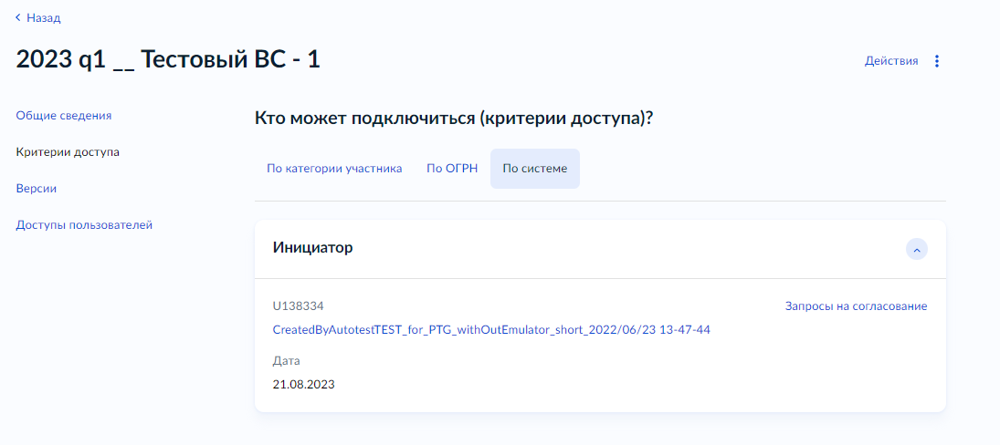 Назад
2023 q1 __ Тестовый ВС - 1
Действия
Общие сведения
Критерии доступа
Версии
Доступы пользователей
Кто может подключиться (критерии доступа)?
По категории участника
По ОГРН
По системе
Инициатор
U138334
Запросы на согласование
CreatedByAutotestTEST_for_PTG_withOutEmulator_short_2022/06/23 13-47-44
Дата
21.08.2023